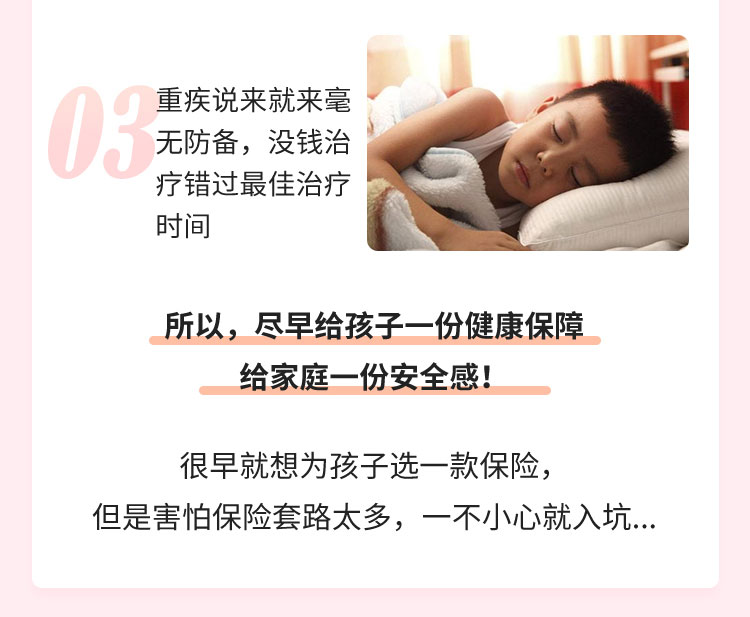 03
重疾说来就来毫
无防备，没钱治
疗错过最佳治疗
时间
所以，尽早给孩子一份健康保障
给家庭一份安全感！
很早就想为孩子选一款保险，
但是害怕保险套路太多，一不小心就入坑...